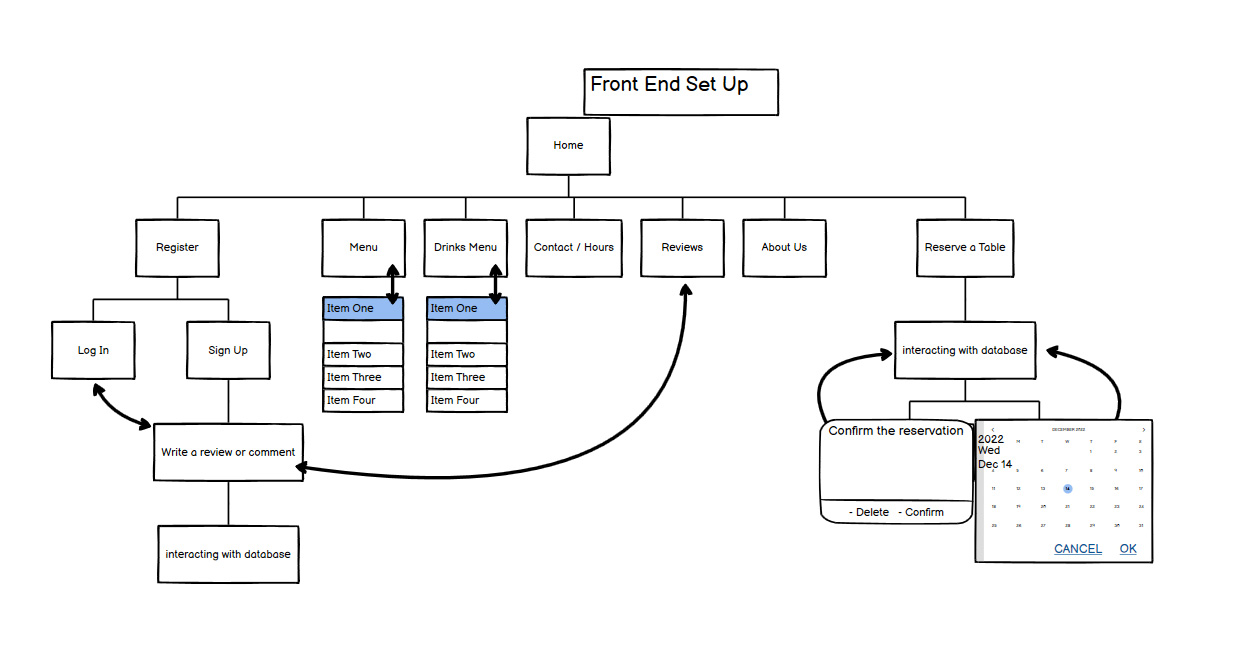 Front End Set Up
Home
Register
Menu
Drinks Menu
Contact / Hours
Reviews
About Us
Reserve a Table
Item One
Item Two
Item Three
Item Four
Item One
Item Two
Item Three
Item Four
Log In
Sign Up
interacting with database
Write a review or comment
interacting with database
Confirm the reservation
- Delete - Confirm
DECEMBER 2022
2022
Wed
Dec 14
M T W T F S
1 2 3
4 5 6 7 8 9 10
11 12 13 14 15 16 17
18 19 20 21 22 23 24
25 26 27 28 29 30 31
CANCEL OK